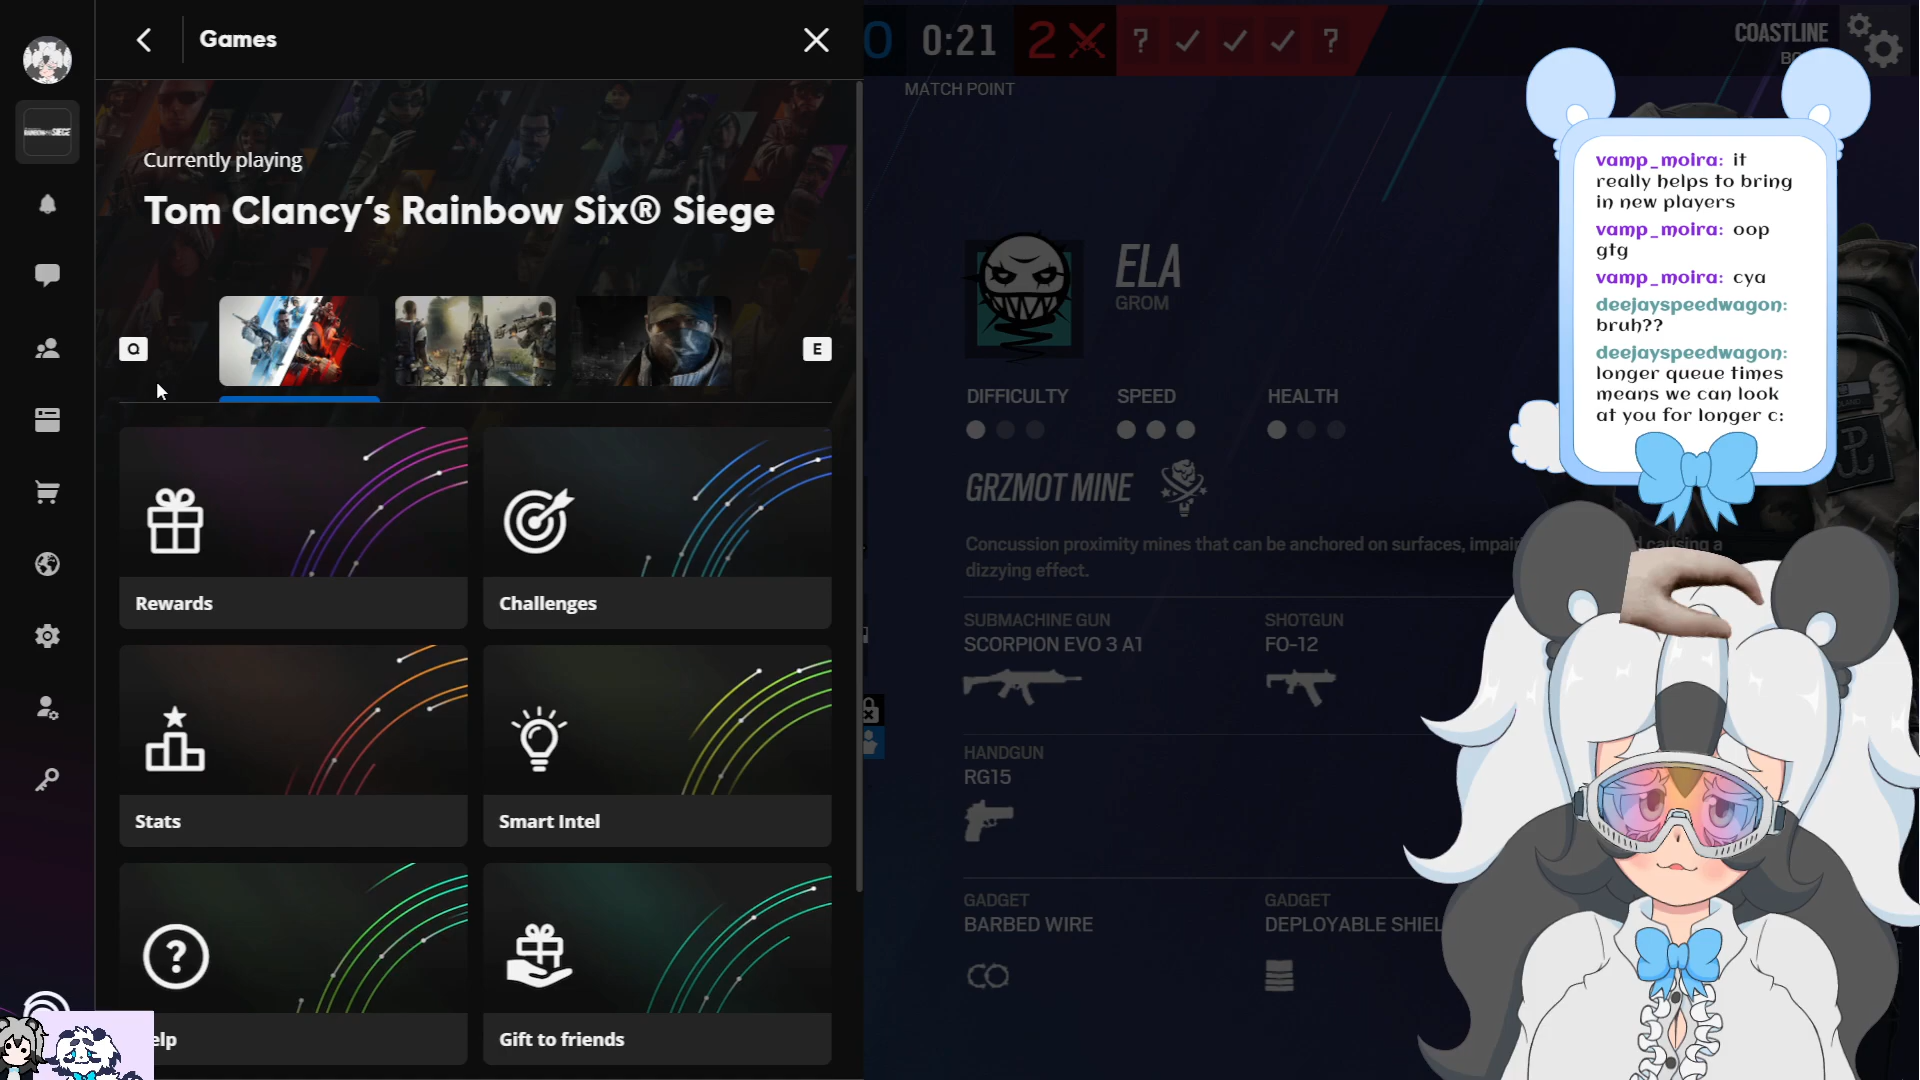 Games
Currently playing
Tom Clancy's Rainbow Six® Siege
Q
E
Rewards
Challenges
Stats
Smart Intel
elp
Gift to friends
0
0:21
2
? ?
MATCH POINT
COASTLINE
ELA
GROM
DIFFICULTY SPEED HEALTH
GRZMOT MINE
Concussion proximity mines that can be anchored on surfaces, causing a
dizzying effect.
SUBMACHINE GUN
SCORPION EVO 3 A1
SHOTGUN
FO-12
HANDGUN
RG15
GADGET
BARBED WIRE
GADGET
DEPLOYABLE SHIEL
vamp_moira: it
really helps to bring
in new players
vamp_moira: oop
gtg
vamp_moira: cya
deejayspeedwagon:
bruh??
deejayspeedwagon:
longer queue times
means we can look
at you for longer c: